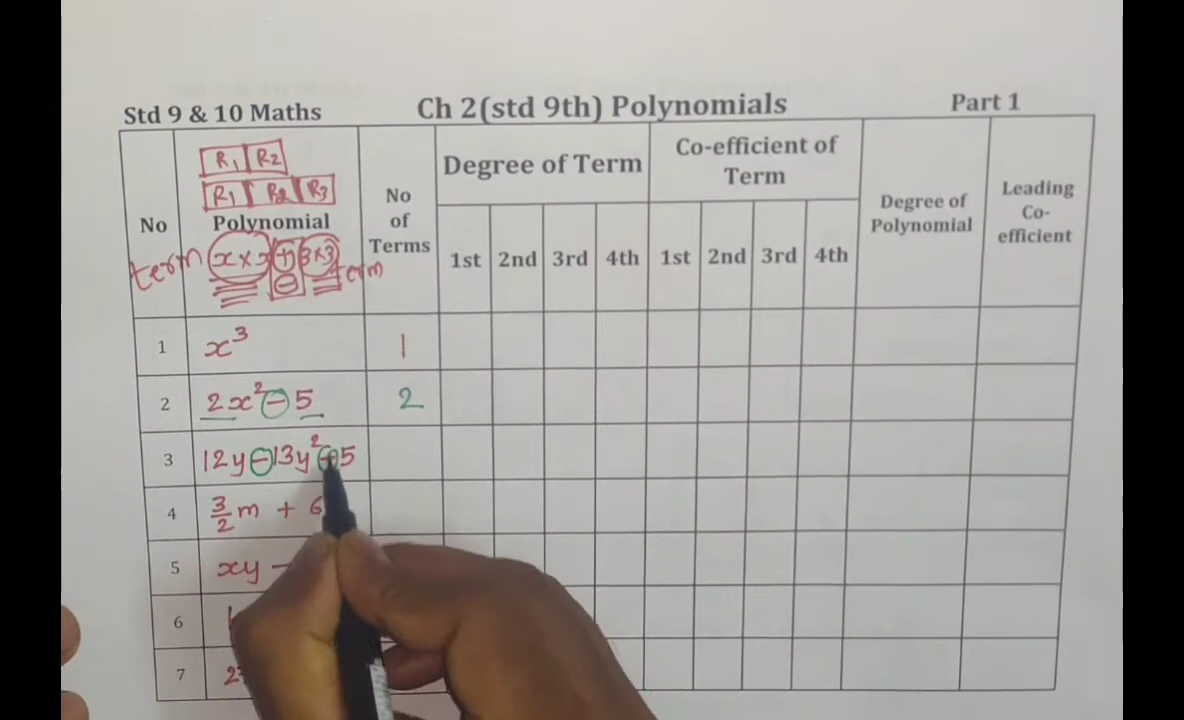 Std 9 & 10 Maths Ch 2(std 9th) Polynomials Part 1
R1 R2
R1 R2 R3
No Polynomial No of Terms Degree of Term Co-efficient of Term Degree of Polynomial Leading Co-efficient
term x×x + 3×3 term
−
1st 2nd 3rd 4th 1st 2nd 3rd 4th
1 x³ 1
2 2x² − 5 2
3 12y − 13y² 5
4 3/2 m + 6
5 xy −
6
7 2